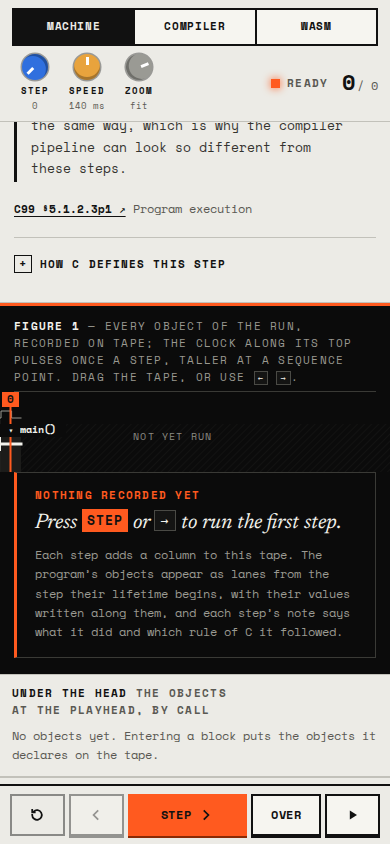 MACHINE
COMPILER
WASM
STEP
0
SPEED
140 ms
ZOOM
fit
READY
0 / 0
the same way, which is why the computer
pipeline can look so different from
these steps.
C99 §5.1.2.3p1 ↗ Program execution
+ HOW C DEFINES THIS STEP
FIGURE 1 — EVERY OBJECT OF THE RUN,
RECORDED ON TAPE; THE CLOCK ALONG ITS TOP
PULSES ONCE A STEP, TALLER AT A SEQUENCE
POINT. DRAG THE TAPE, OR USE ← →.
0
▾ main()
NOT YET RUN
NOTHING RECORDED YET
Press STEP or → to run the first step.
Each step adds a column to this tape. The
program's objects appear as lanes from the
step their lifetime begins, with their values
written along them, and each step's note says
what it did and which rule of C it followed.
UNDER THE HEAD THE OBJECTS
AT THE PLAYHEAD, BY CALL
No objects yet. Entering a block puts the objects it
declares on the tape.
STEP
OVER